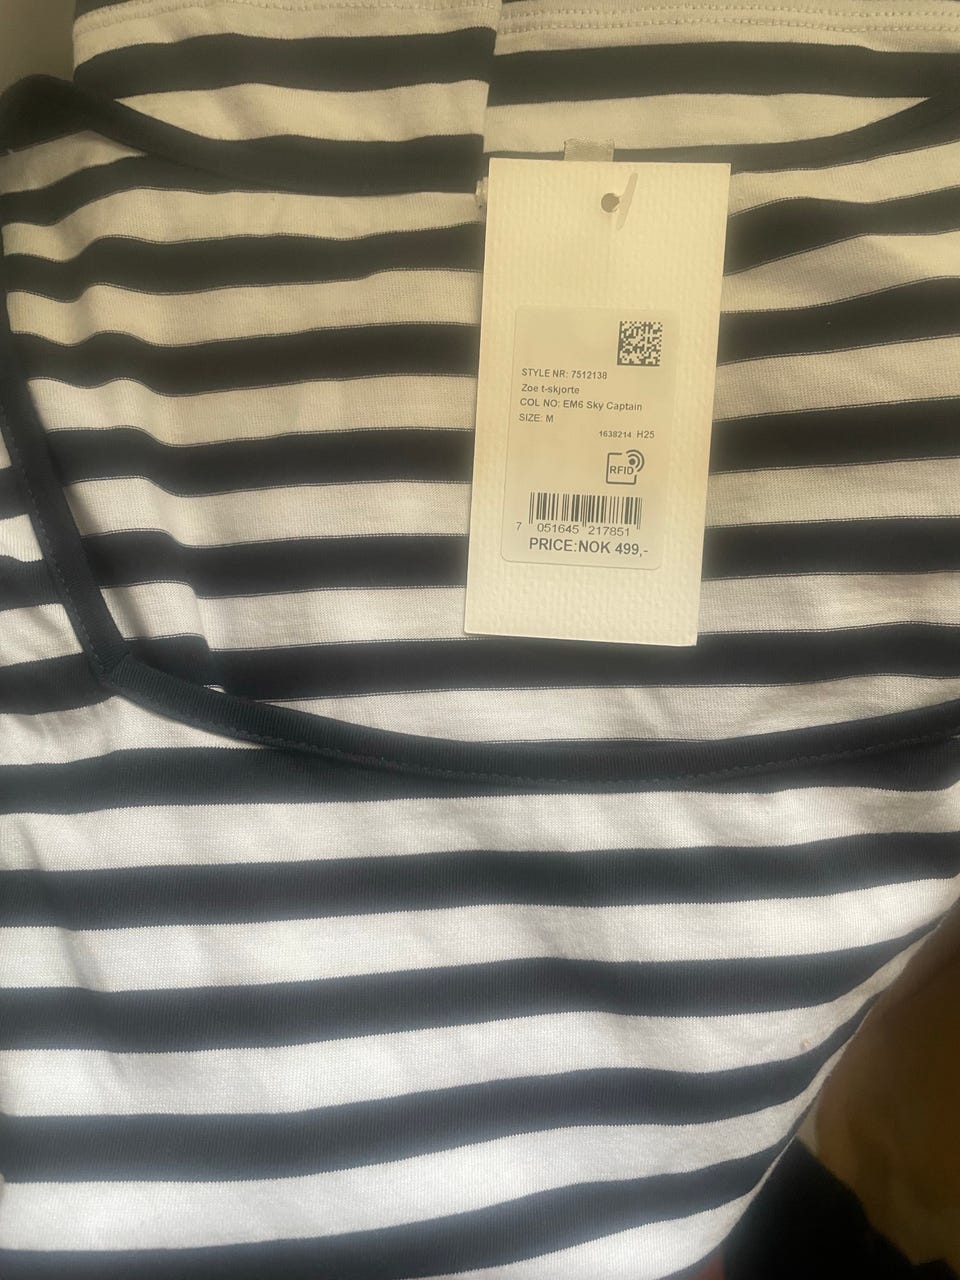 STYLE NR: 7512138
Zoe t-skjorte
COL NO: EM6 Sky Captain
SIZE: M
1638214 H25
RFID
7 051645 217851
PRICE:NOK 499,-